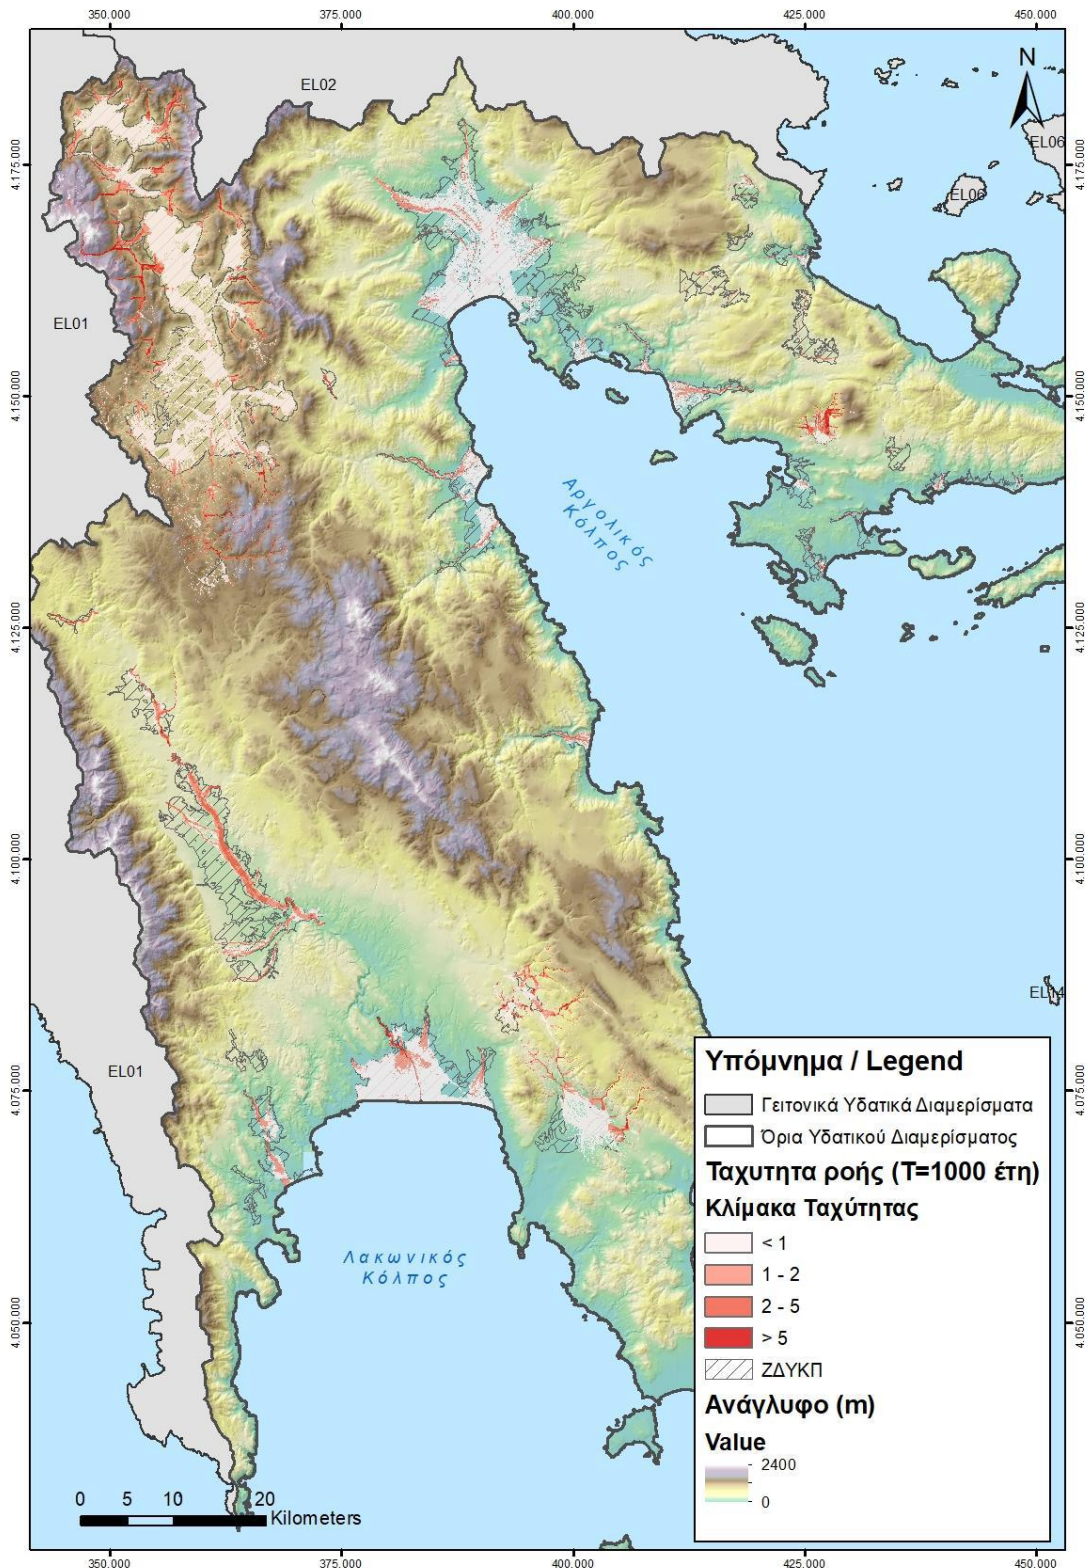 350.000
375.000
400.000
425.000
450.000
EL02
N
EL06
4.175.000
4.175.000
EL06
EL01
4.150.000
4.150.000
Αργολικός
Κόλπος
4.125.000
4.125.000
4.100.000
4.100.000
EL14
EL01
4.075.000
4.075.000
Λακωνικός
Κόλπος
4.050.000
4.050.000
Υπόμνημα / Legend
Γειτονικά Υδατικά Διαμερίσματα
Όρια Υδατικού Διαμερίσματος
Ταχυτητα ροής (Τ=1000 έτη)
Κλίμακα Ταχύτητας
< 1
1 - 2
2 - 5
> 5
ΖΔΥΚΠ
Ανάγλυφο (m)
Value
2400
0
0 5 10 20
Kilometers
350.000
375.000
400.000
425.000
450.000